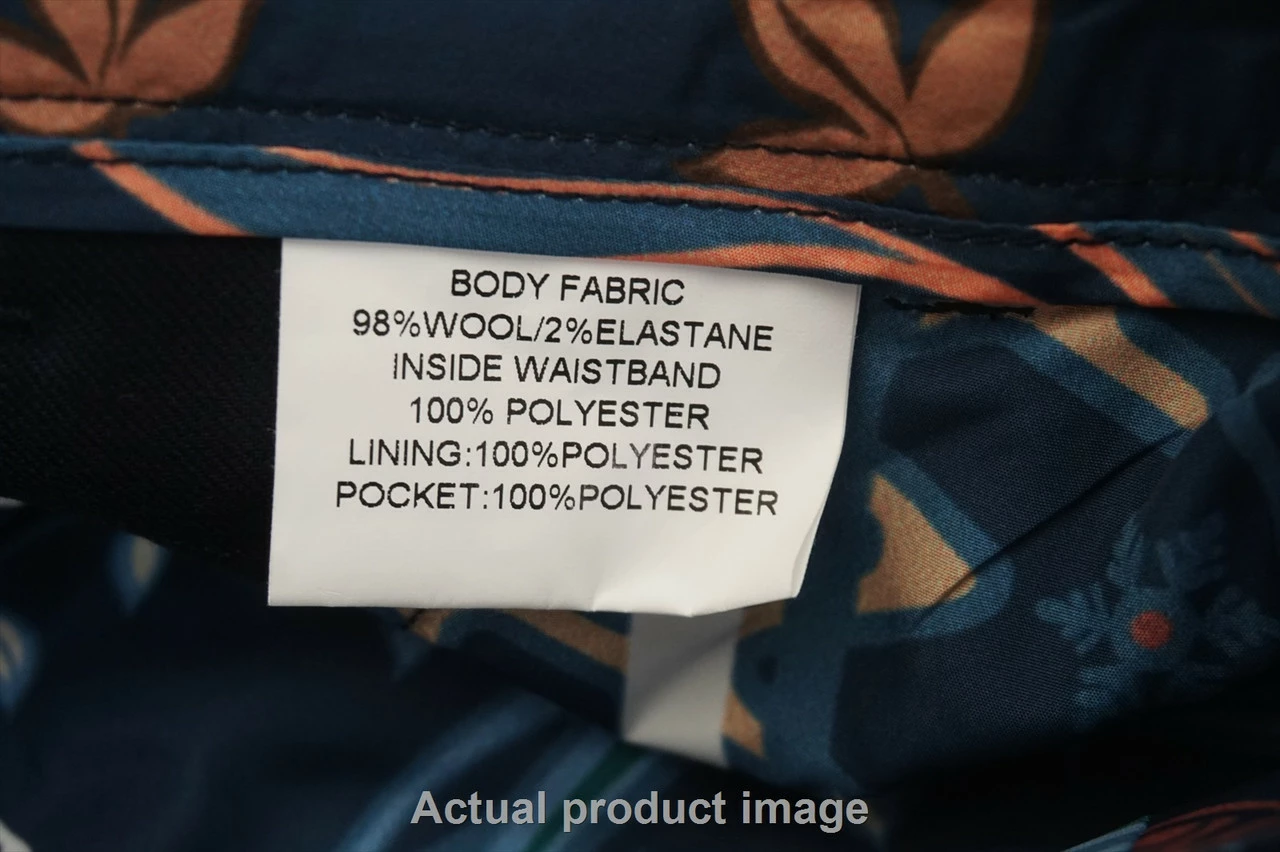 BODY FABRIC
98%WOOL/2%ELASTANE
INSIDE WAISTBAND
100% POLYESTER
LINING:100%POLYESTER
POCKET:100%POLYESTER
Actual product image